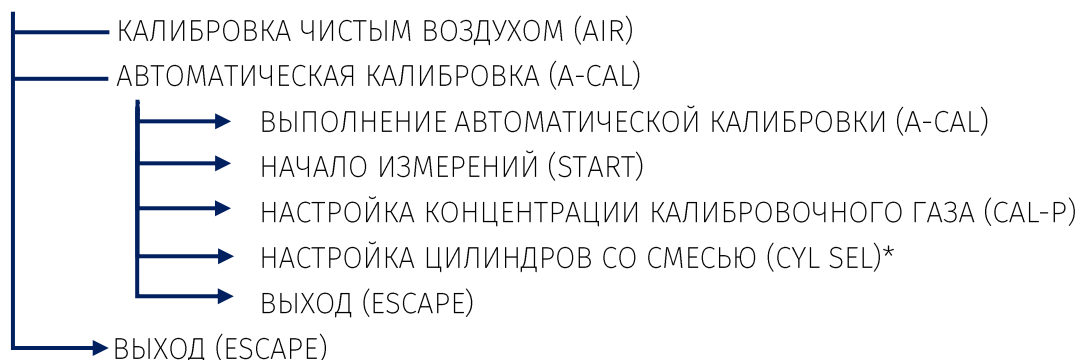 КАЛИБРОВКА ЧИСТЫМ ВОЗДУХОМ (AIR)
АВТОМАТИЧЕСКАЯ КАЛИБРОВКА (A-CAL)
ВЫПОЛНЕНИЕ АВТОМАТИЧЕСКОЙ КАЛИБРОВКИ (A-CAL)
НАЧАЛО ИЗМЕРЕНИЙ (START)
НАСТРОЙКА КОНЦЕНТРАЦИИ КАЛИБРОВОЧНОГО ГАЗА (CAL-P)
НАСТРОЙКА ЦИЛИНДРОВ СО СМЕСЬЮ (CYL SEL)*
ВЫХОД (ESCAPE)
ВЫХОД (ESCAPE)